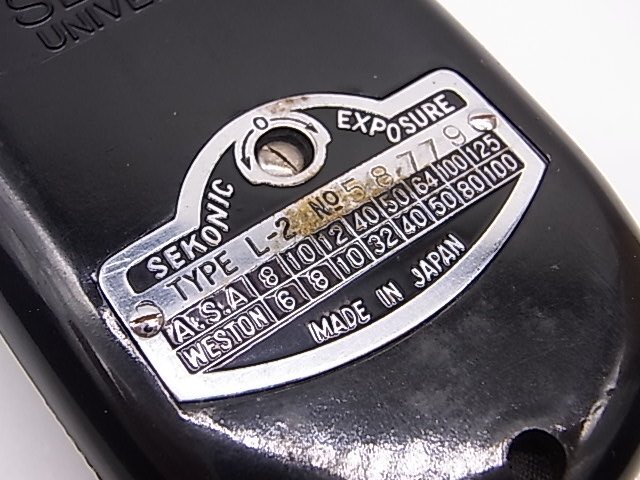 UNIVE
SEKONIC EXPOSURE
O
TYPE L-2 No 58779
A.S.A 8 10 12 40 50 64 100 125
WESTON 6 8 10 32 40 50 80 100
MADE IN JAPAN